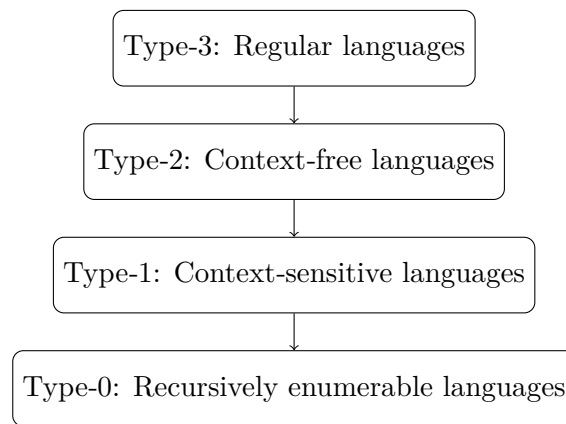 Type-3: Regular languages
Type-2: Context-free languages
Type-1: Context-sensitive languages
Type-0: Recursively enumerable languages